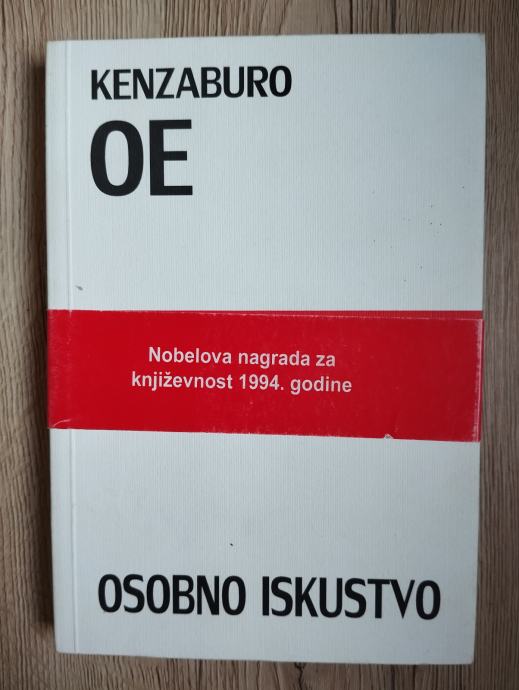 KENZABURO
OE
Nobelova nagrada za
književnost 1994. godine
OSOBNO ISKUSTVO